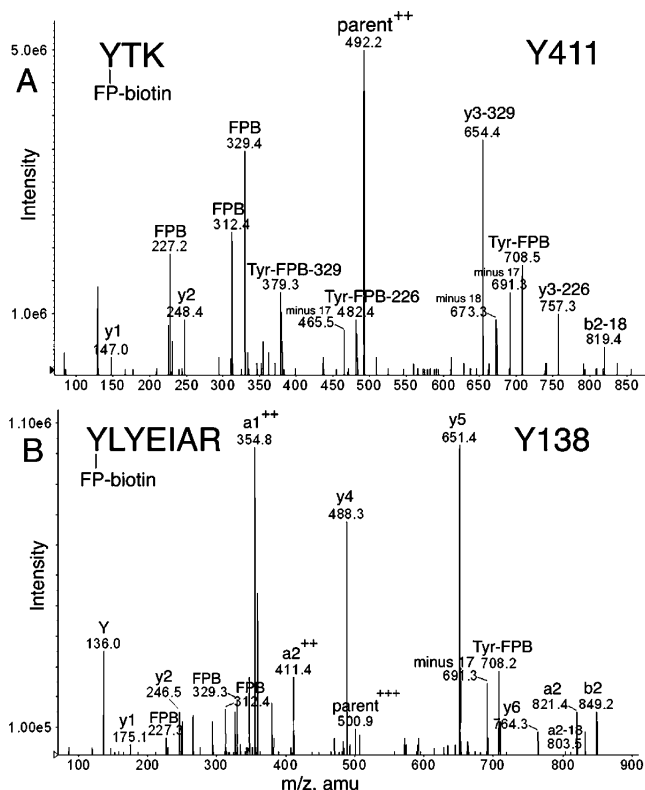 A
YTK
FP-biotin
Y411
parent++
492.2
5.0e6
FPB
329.4
FPB
312.4
FPB
227.2
y2
248.4
y1
147.0
Tyr-FPB-329
379.3
minus 17
465.5
Tyr-FPB-226
482.4
y3-329
654.4
Tyr-FPB
708.5
minus 17
691.3
minus 18
673.3
y3-226
757.3
b2-18
819.4
1.0e6
Intensity
100 150 200 250 300 350 400 450 500 550 600 650 700 750 800 850
B
YLYEIAR
FP-biotin
Y138
1.10e6
a1++
354.8
y5
651.4
y4
488.3
Y
136.0
y2
246.5
y1
175.1
FPB
227.3
FPB
329.3
FPB
312.4
a2++
411.4
parent+++
500.9
minus 17
691.3
Tyr-FPB
708.2
y6
764.3
a2
821.4
b2
849.2
a2-18
803.5
1.00e5
Intensity
100 200 300 400 500 600 700 800 900
m/z, amu